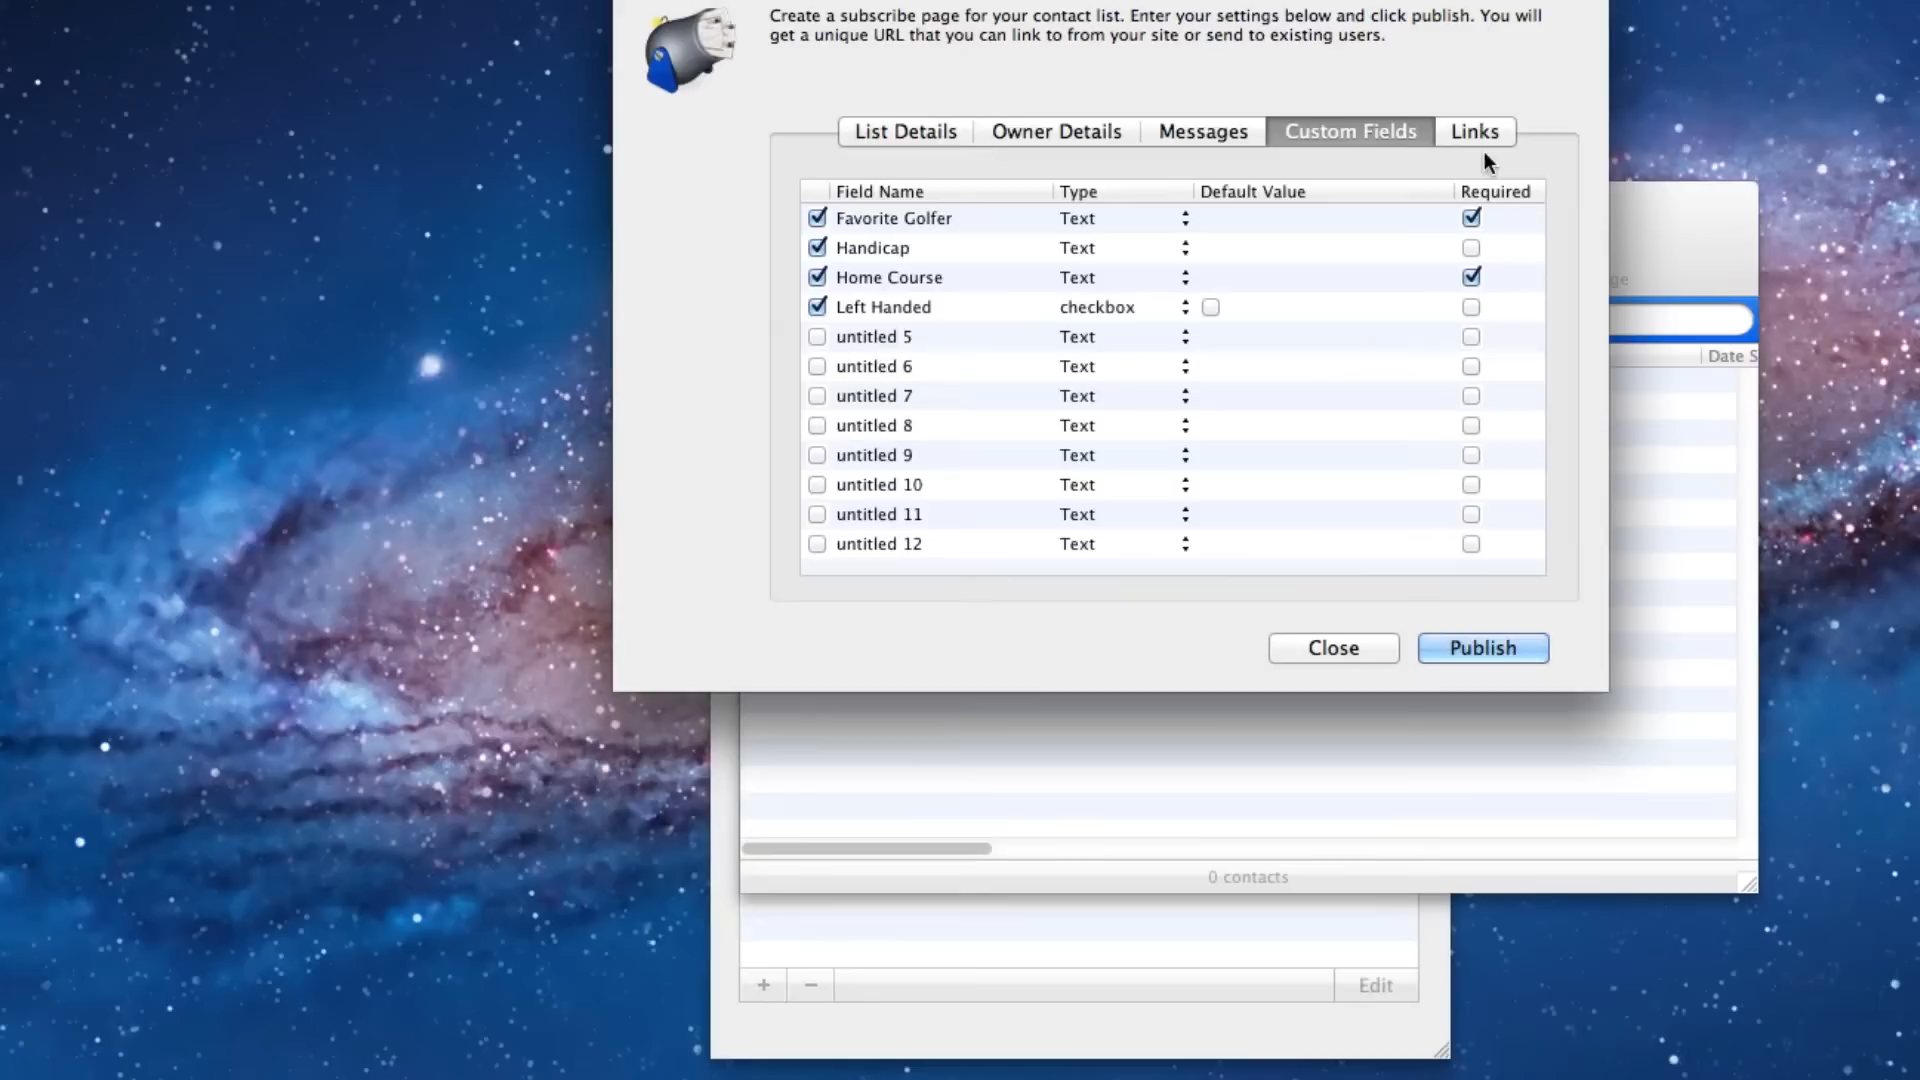 Create a subscribe page for your contact list. Enter your settings below and click publish. You will
get a unique URL that you can link to from your site or send to existing users.
List Details Owner Details Messages Custom Fields Links
Field Name Type Default Value Required
Favorite Golfer Text
Handicap Text
Home Course Text
Left Handed checkbox
untitled 5 Text
untitled 6 Text
untitled 7 Text
untitled 8 Text
untitled 9 Text
untitled 10 Text
untitled 11 Text
untitled 12 Text
Close Publish
ge
Date S
0 contacts
+ − Edit